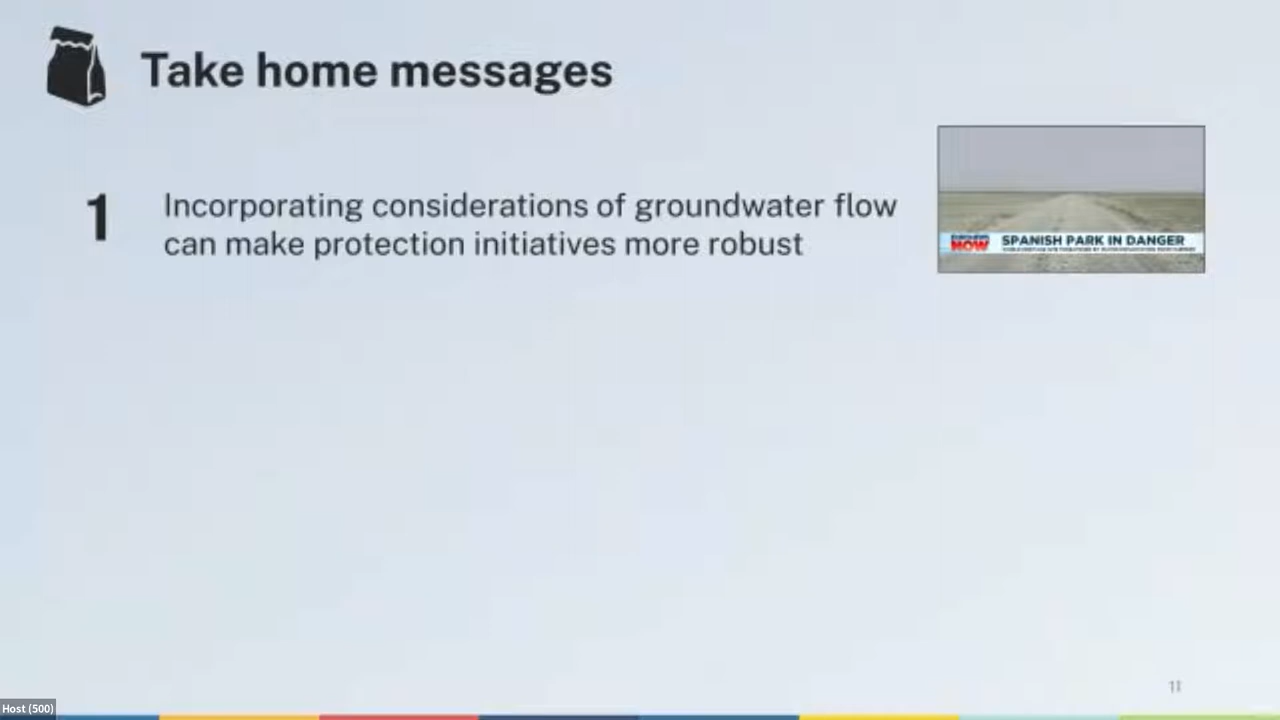 Take home messages
1
Incorporating considerations of groundwater flow
can make protection initiatives more robust
NOW
SPANISH PARK IN DANGER
11
Host (500)